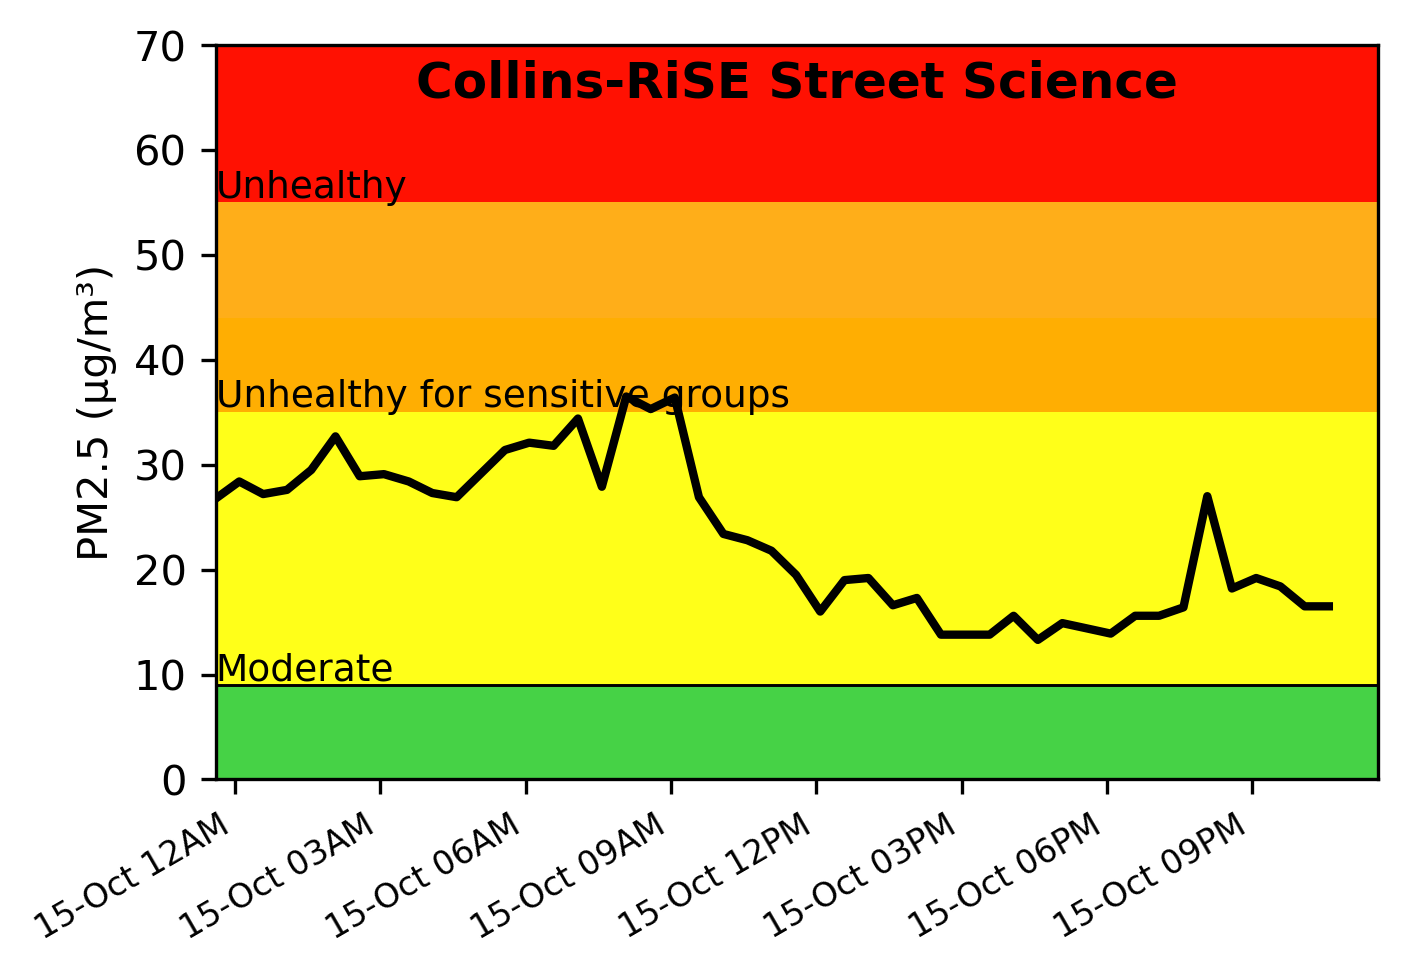 Collins-RiSE Street Science
70
60
Unhealthy
50
40
Unhealthy for sensitive groups
30
20
10
Moderate
0
PM2.5 (µg/m³)
15-Oct 12AM
15-Oct 03AM
15-Oct 06AM
15-Oct 09AM
15-Oct 12PM
15-Oct 03PM
15-Oct 06PM
15-Oct 09PM